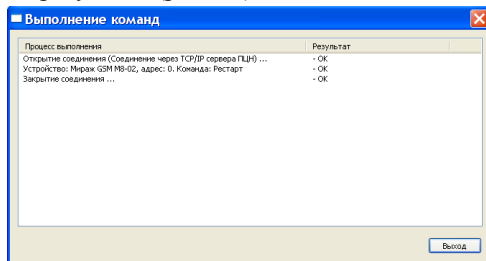 Выполнение команд
Процесс выполнения Результат
Открытие соединения (Соединение через TCP/IP сервера ПЦН) ... - OK
Устройство: Мираж GSM M8-02, адрес: 0. Команда: Рестарт - OK
Закрытие соединения ... - OK
Выход